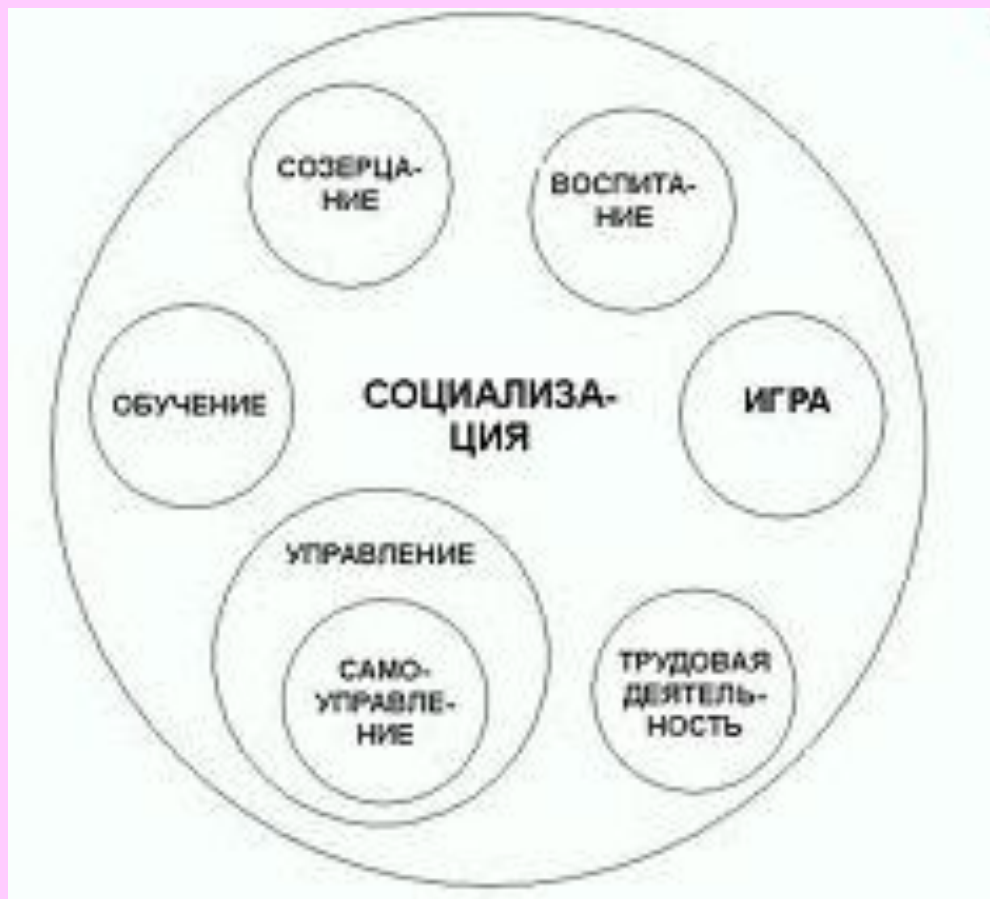 СОЗЕРЦА-
НИЕ
ВОСПИТА-
НИЕ
ОБУЧЕНИЕ
СОЦИАЛИЗА-
ЦИЯ
ИГРА
УПРАВЛЕНИЕ
САМО-
УПРАВЛЕ-
НИЕ
ТРУДОВАЯ
ДЕЯТЕЛЬ-
НОСТЬ